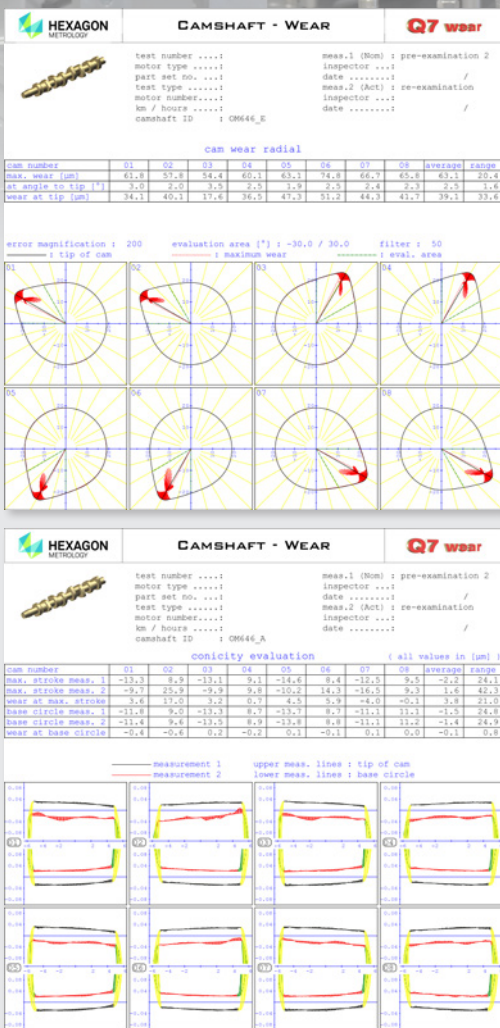 HEXAGON
METROLOGY
CAMSHAFT - WEAR
Q7 wear
test number ....: meas.1 (Nom) : pre-examination 2
motor type .....: inspector ...:
part set no. ...: date ........: /
test type ......: meas.2 (Act) : re-examination
motor number....: inspector ...:
km / hours .....: date ........: /
camshaft ID : OM646_E
cam wear radial
cam number 01 02 03 04 05 06 07 08 average range
max. wear [µm] 61.8 57.8 54.4 60.1 63.1 74.8 66.7 65.8 63.1 20.4
at angle to tip [°] 3.0 2.0 3.5 2.5 1.9 2.5 2.4 2.3 2.5 1.6
wear at tip [µm] 34.1 40.1 17.6 36.5 47.3 51.2 44.3 41.7 39.1 33.6
error magnification : 200 evaluation area [°] : -30.0 / 30.0 filter : 50
: tip of cam : maximum wear : eval. area
01 02 03 04
05 06 07 08
HEXAGON
METROLOGY
CAMSHAFT - WEAR
Q7 wear
test number ....: meas.1 (Nom) : pre-examination 2
motor type .....: inspector ...:
part set no. ...: date ........: /
test type ......: meas.2 (Act) : re-examination
motor number....: inspector ...:
km / hours .....: date ........: /
camshaft ID : OM646_A
conicity evaluation ( all values in [µm] )
cam number 01 02 03 04 05 06 07 08 average range
max. stroke meas. 1 -13.3 8.9 -13.1 9.1 -14.6 8.4 -12.5 9.5 -2.2 24.1
max. stroke meas. 2 -9.7 25.9 -9.9 9.8 -10.2 14.3 -16.5 9.3 1.6 42.3
wear at max. stroke 3.6 17.0 3.2 0.7 4.5 5.9 -4.0 -0.1 3.8 21.0
base circle meas. 1 -11.8 9.0 -13.3 8.7 -13.7 8.7 -11.1 11.1 -1.5 24.8
base circle meas. 2 -11.4 9.6 -13.5 8.9 -13.8 8.8 -11.1 11.2 -1.4 24.9
wear at base circle -0.4 -0.6 0.2 -0.2 0.1 -0.1 0.1 0.0 -0.1 0.8
measurement 1 upper meas. lines : tip of cam
measurement 2 lower meas. lines : base circle